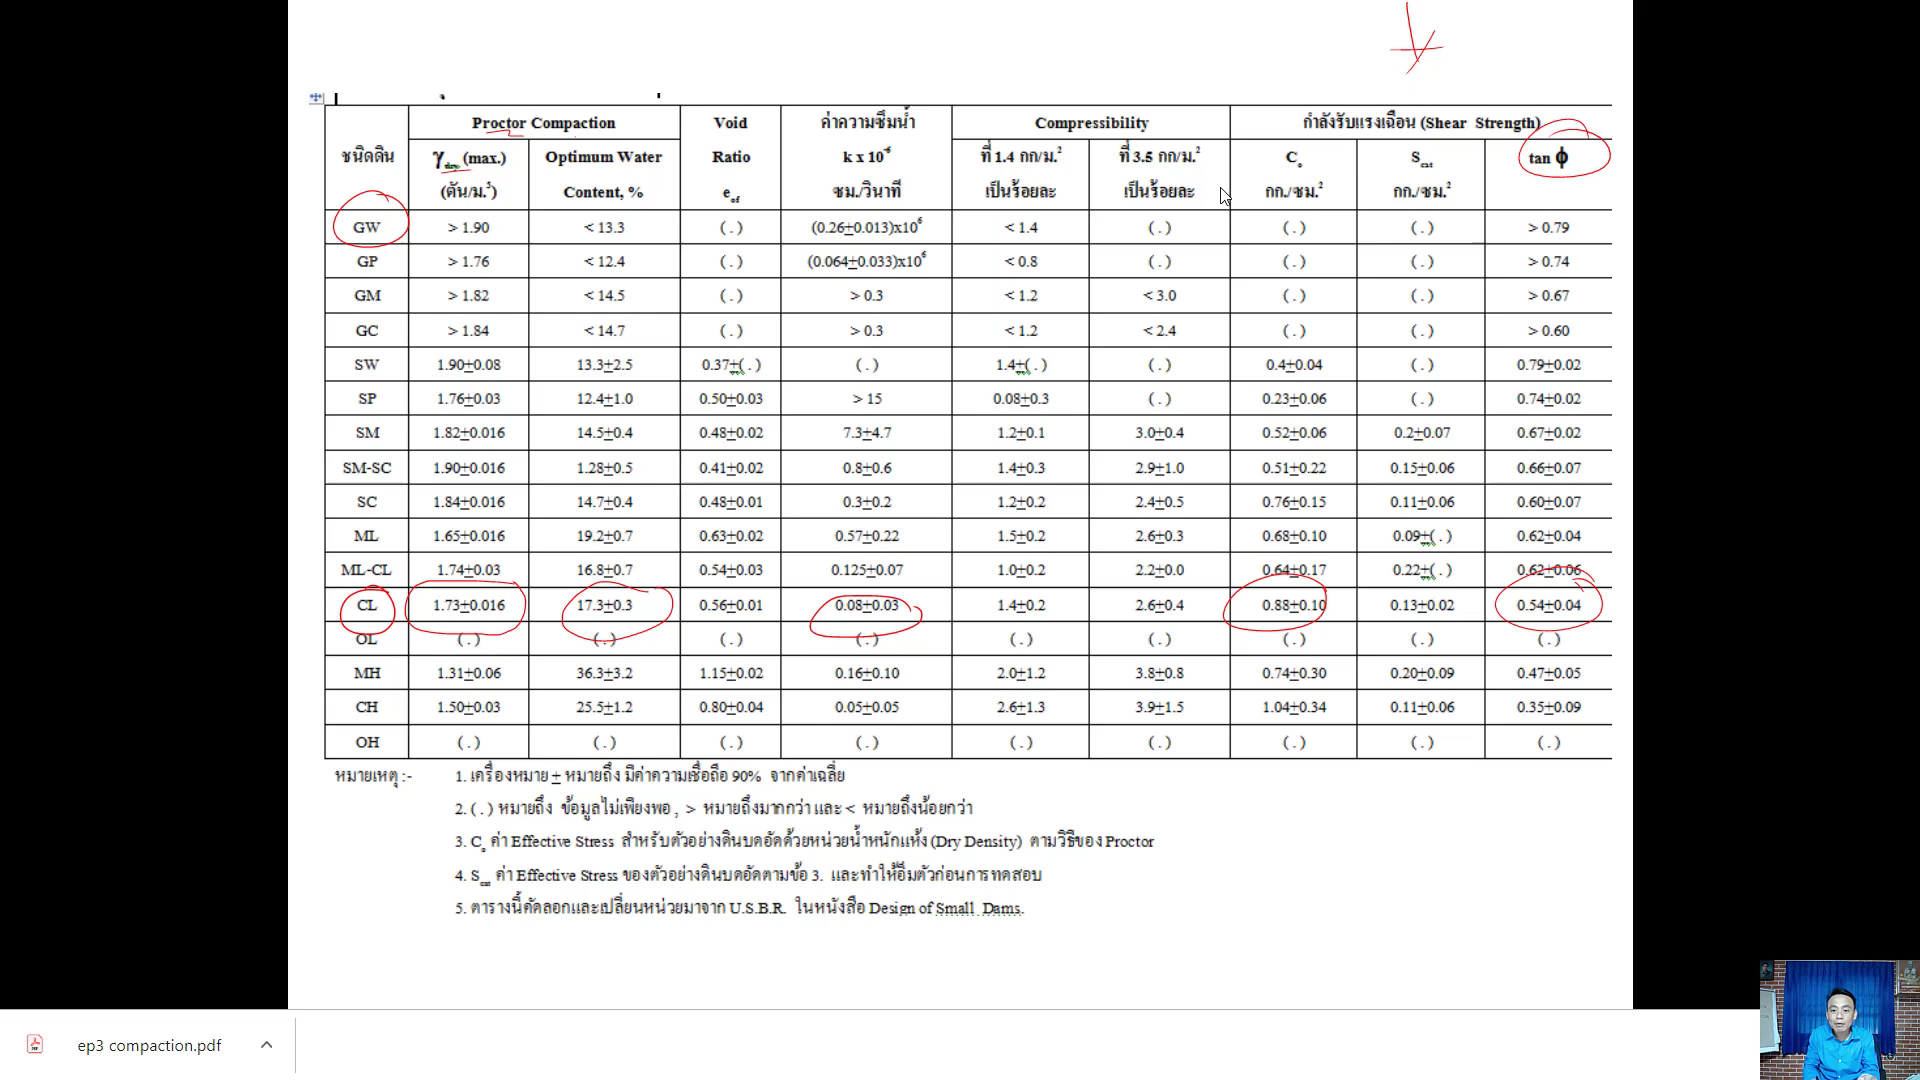 ชนิดดิน | Proctor Compaction | Void | ค่าความซึมน้ำ | Compressibility | กำลังรับแรงเฉือน (Shear Strength)
γdry (max.) | Optimum Water | Ratio | k x 10⁻⁶ | ที่ 1.4 กก/ม.² | ที่ 3.5 กก/ม.² | Co | Ssat | tan ϕ
(ตัน/ม.³) | Content, % | eof | ซม./วินาที | เป็นร้อยละ | เป็นร้อยละ | กก./ซม.² | กก./ซม.²
GW | > 1.90 | < 13.3 | ( . ) | (0.26±0.013)x10⁶ | < 1.4 | ( . ) | ( . ) | ( . ) | > 0.79
GP | > 1.76 | < 12.4 | ( . ) | (0.064±0.033)x10⁶ | < 0.8 | ( . ) | ( . ) | ( . ) | > 0.74
GM | > 1.82 | < 14.5 | ( . ) | > 0.3 | < 1.2 | < 3.0 | ( . ) | ( . ) | > 0.67
GC | > 1.84 | < 14.7 | ( . ) | > 0.3 | < 1.2 | < 2.4 | ( . ) | ( . ) | > 0.60
SW | 1.90±0.08 | 13.3±2.5 | 0.37±( . ) | ( . ) | 1.4±( . ) | ( . ) | 0.4±0.04 | ( . ) | 0.79±0.02
SP | 1.76±0.03 | 12.4±1.0 | 0.50±0.03 | > 15 | 0.08±0.3 | ( . ) | 0.23±0.06 | ( . ) | 0.74±0.02
SM | 1.82±0.016 | 14.5±0.4 | 0.48±0.02 | 7.3±4.7 | 1.2±0.1 | 3.0±0.4 | 0.52±0.06 | 0.2±0.07 | 0.67±0.02
SM-SC | 1.90±0.016 | 1.28±0.5 | 0.41±0.02 | 0.8±0.6 | 1.4±0.3 | 2.9±1.0 | 0.51±0.22 | 0.15±0.06 | 0.66±0.07
SC | 1.84±0.016 | 14.7±0.4 | 0.48±0.01 | 0.3±0.2 | 1.2±0.2 | 2.4±0.5 | 0.76±0.15 | 0.11±0.06 | 0.60±0.07
ML | 1.65±0.016 | 19.2±0.7 | 0.63±0.02 | 0.57±0.22 | 1.5±0.2 | 2.6±0.3 | 0.68±0.10 | 0.09±( . ) | 0.62±0.04
ML-CL | 1.74±0.03 | 16.8±0.7 | 0.54±0.03 | 0.125±0.07 | 1.0±0.2 | 2.2±0.0 | 0.64±0.17 | 0.22±( . ) | 0.62±0.06
CL | 1.73±0.016 | 17.3±0.3 | 0.56±0.01 | 0.08±0.03 | 1.4±0.2 | 2.6±0.4 | 0.88±0.10 | 0.13±0.02 | 0.54±0.04
OL | ( . ) | ( . ) | ( . ) | ( . ) | ( . ) | ( . ) | ( . ) | ( . ) | ( . )
MH | 1.31±0.06 | 36.3±3.2 | 1.15±0.02 | 0.16±0.10 | 2.0±1.2 | 3.8±0.8 | 0.74±0.30 | 0.20±0.09 | 0.47±0.05
CH | 1.50±0.03 | 25.5±1.2 | 0.80±0.04 | 0.05±0.05 | 2.6±1.3 | 3.9±1.5 | 1.04±0.34 | 0.11±0.06 | 0.35±0.09
OH | ( . ) | ( . ) | ( . ) | ( . ) | ( . ) | ( . ) | ( . ) | ( . ) | ( . )
หมายเหตุ :- 1. เครื่องหมาย ± หมายถึง มีค่าความเชื่อถือ 90% จากค่าเฉลี่ย
2. ( . ) หมายถึง ข้อมูลไม่เพียงพอ , > หมายถึงมากกว่า และ < หมายถึงน้อยกว่า
3. Co ค่า Effective Stress สำหรับตัวอย่างดินบดอัดด้วยหน่วยน้ำหนักแห้ง (Dry Density) ตามวิธีของ Proctor
4. Ssat ค่า Effective Stress ของตัวอย่างดินบดอัดตามข้อ 3. และทำให้อิ่มตัวก่อนการทดสอบ
5. ตารางนี้คัดลอกและเปลี่ยนหน่วยมาจาก U.S.B.R. ในหนังสือ Design of Small Dams.
ep3 compaction.pdf